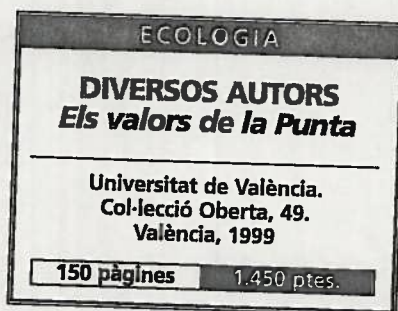 ECOLOGIA
DIVERSOS AUTORS
Els valors de la Punta
Universitat de València.
Col·lecció Oberta, 49.
València, 1999
150 pàgines 1.450 ptes.